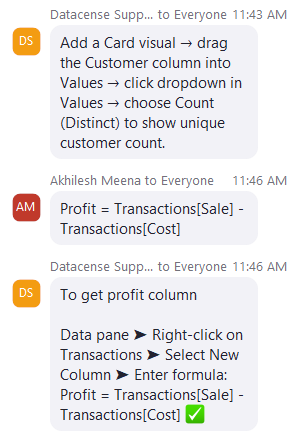 Datacense Supp... to Everyone 11:43 AM
DS
Add a Card visual → drag
the Customer column into
Values → click dropdown in
Values → choose Count
(Distinct) to show unique
customer count.
Akhilesh Meena to Everyone 11:46 AM
AM
Profit = Transactions[Sale] -
Transactions[Cost]
Datacense Supp... to Everyone 11:46 AM
DS
To get profit column
Data pane ➤ Right-click on
Transactions ➤ Select New
Column ➤ Enter formula:
Profit = Transactions[Sale] -
Transactions[Cost] ✅